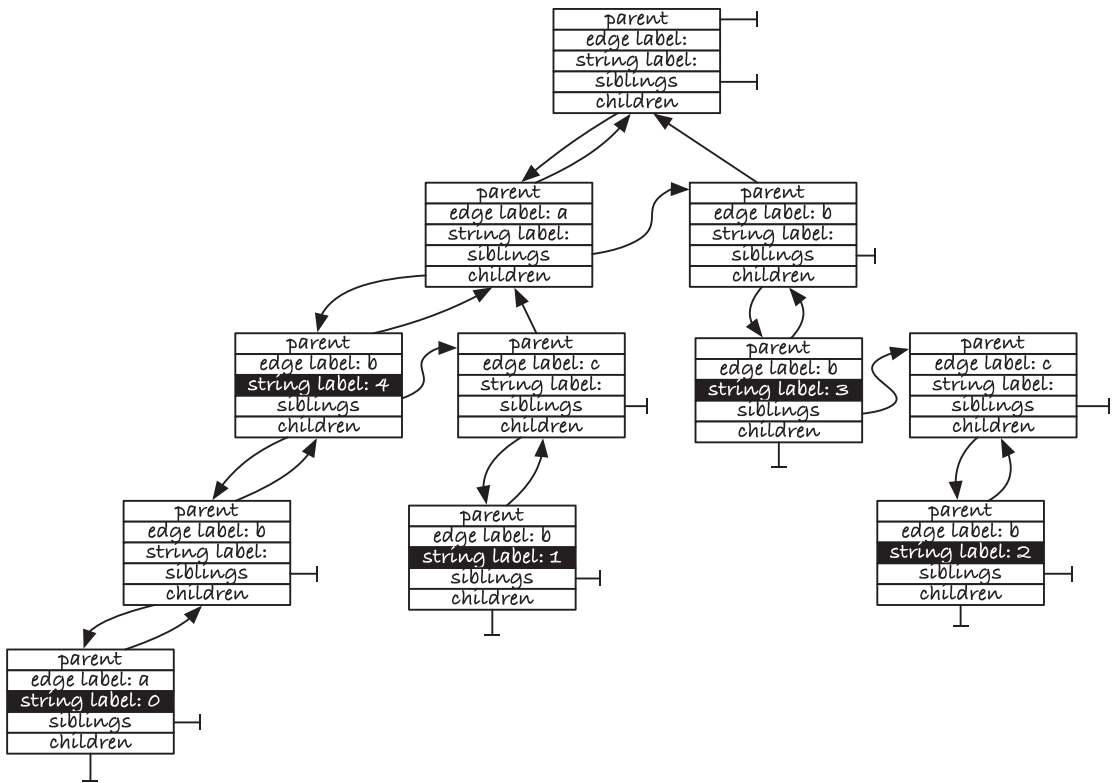 parent
edge label:
string label:
siblings
children
parent
edge label: a
string label:
siblings
children
parent
edge label: b
string label:
siblings
children
parent
edge label: b
string label: 4
siblings
children
parent
edge label: c
string label:
siblings
children
parent
edge label: b
string label: 3
siblings
children
parent
edge label: c
string label:
siblings
children
parent
edge label: b
string label:
siblings
children
parent
edge label: b
string label: 1
siblings
children
parent
edge label: b
string label: 2
siblings
children
parent
edge label: a
string label: 0
siblings
children